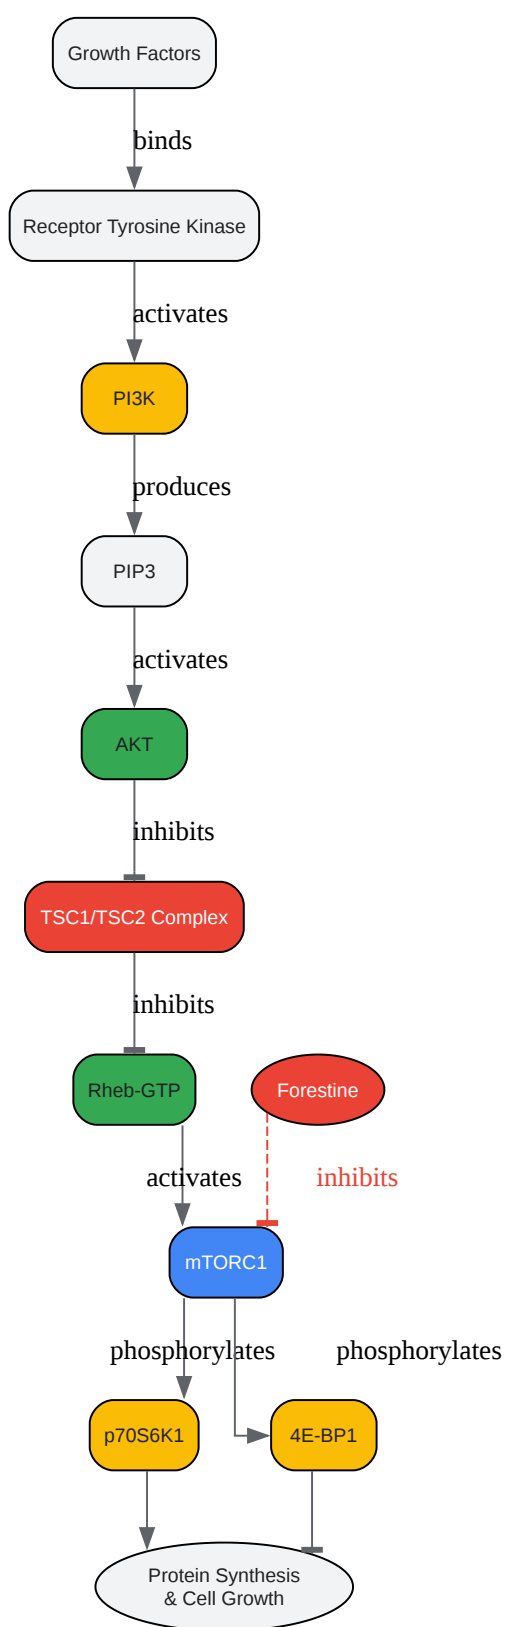 Growth Factors
binds
Receptor Tyrosine Kinase
activates
PI3K
produces
PIP3
activates
AKT
inhibits
TSC1/TSC2 Complex
inhibits
Rheb-GTP
Forestine
activates
inhibits
mTORC1
phosphorylates
phosphorylates
p70S6K1
4E-BP1
Protein Synthesis
& Cell Growth